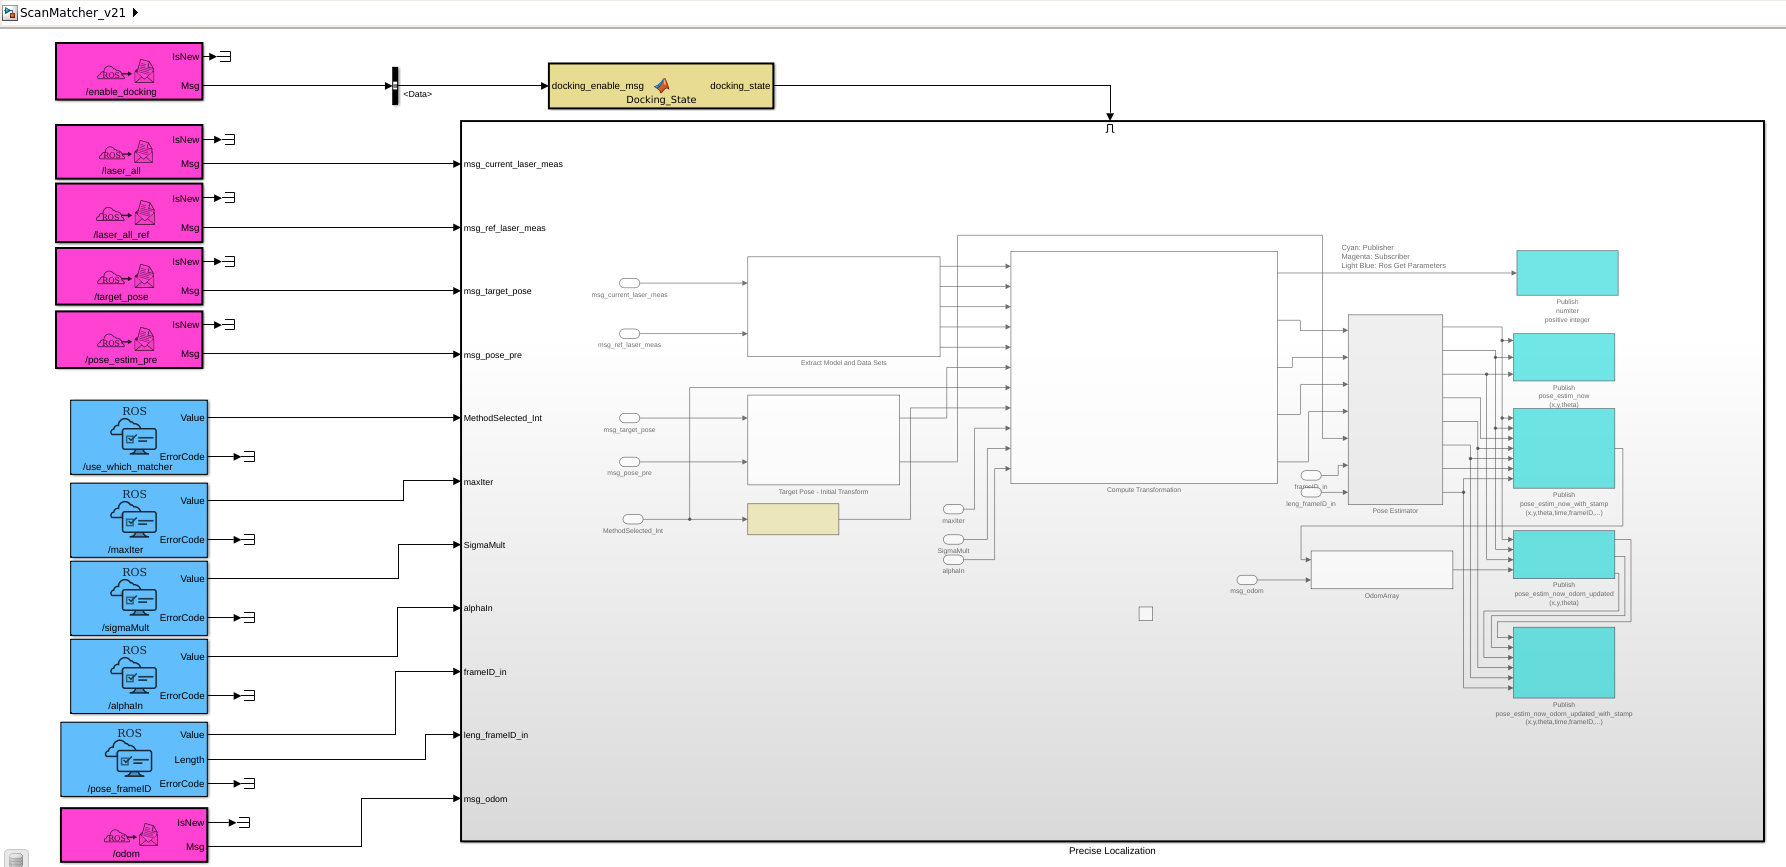 ScanMatcher_v21
IsNew
ROS
Msg
/enable_docking
<Data>
docking_enable_msg
docking_state
Docking_State
IsNew
ROS
Msg
/laser_all
msg_current_laser_meas
IsNew
ROS
Msg
/laser_all_ref
msg_ref_laser_meas
IsNew
ROS
Msg
/target_pose
msg_target_pose
IsNew
ROS
Msg
/pose_estim_pre
msg_pose_pre
ROS
Value
ErrorCode
/use_which_matcher
MethodSelected_Int
ROS
Value
ErrorCode
/maxIter
maxIter
ROS
Value
ErrorCode
/sigmaMult
SigmaMult
ROS
Value
ErrorCode
/alphaIn
alphaIn
ROS
Value
Length
ErrorCode
/pose_frameID
frameID_in
leng_frameID_in
IsNew
ROS
Msg
/odom
msg_odom
msg_current_laser_meas
msg_ref_laser_meas
Extract Model and Data Sets
msg_target_pose
msg_pose_pre
Target Pose - Initial Transform
MethodSelected_Int
maxIter
SigmaMult
alphaIn
Compute Transformation
Cyan: Publisher
Magenta: Subscriber
Light Blue: Ros Get Parameters
frameID_in
leng_frameID_in
Pose Estimator
msg_odom
OdomArray
Publish
numIter
positive integer
Publish
pose_estim_now
(x,y,theta)
Publish
pose_estim_now_with_stamp
(x,y,theta,time,frameID,...)
Publish
pose_estim_now_odom_updated
(x,y,theta)
Publish
pose_estim_now_odom_updated_with_stamp
(x,y,theta,time,frameID,...)
Precise Localization